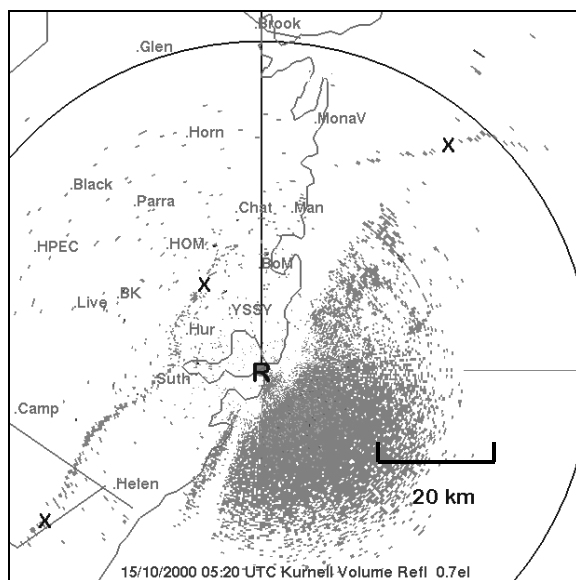 .Brook
.Glen
.MonaV
.Horn
X
.Black
.Parra
.Chat
.Man
.HPEC
.HOM
BoM
X
.BK
.Live
YSSY
.Hur
R
.Suth
.Camp
.Helen
20 km
X
15/10/2000 05:20 UTC Kurnell Volume Refl 0.7el